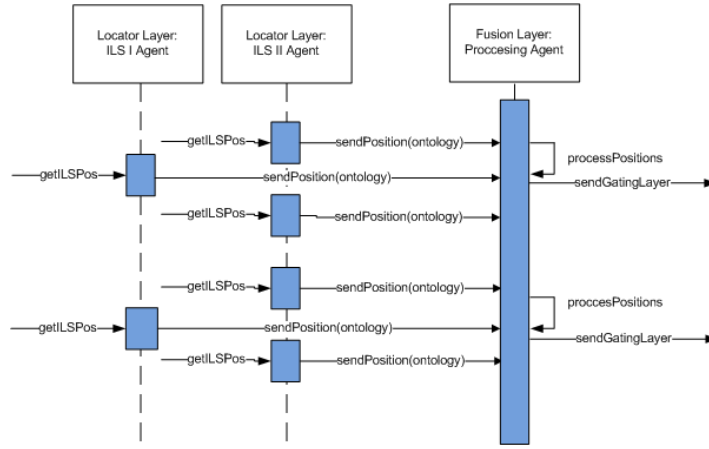 Locator Layer:
ILS I Agent
Locator Layer:
ILS II Agent
Fusion Layer:
Proccesing Agent
getILSPos
sendPosition(ontology)
processPositions
getILSPos
sendPosition(ontology)
sendGatingLayer
getILSPos
sendPosition(ontology)
getILSPos
sendPosition(ontology)
proccesPositions
getILSPos
sendPosition(ontology)
sendGatingLayer
getILSPos
sendPosition(ontology)